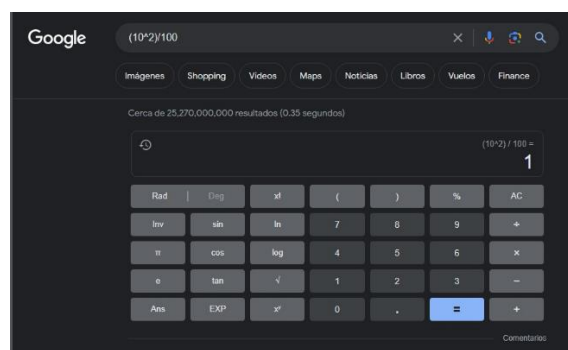 Google
(10^2)/100
Imágenes Shopping Videos Maps Noticias Libros Vuelos Finance
Cerca de 25,270,000,000 resultados (0.35 segundos)
(10^2) / 100 =
1
Rad | Deg x! ( ) % AC
Inv sin ln 7 8 9 ÷
π cos log 4 5 6 ×
e tan √ 1 2 3 −
Ans EXP xʸ 0 . = +
Comentarios